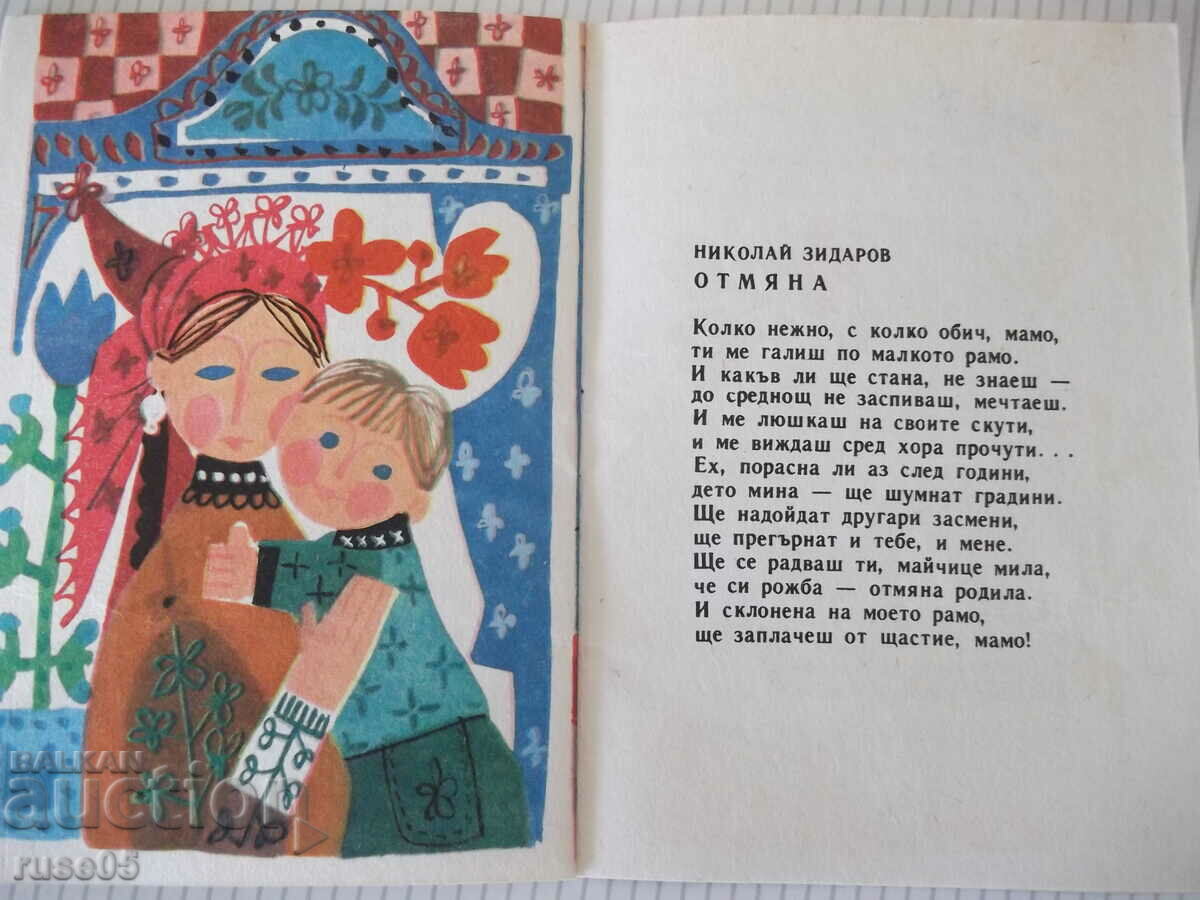 НИКОЛАЙ ЗИДАРОВ
ОТМЯНА
Колко нежно, с колко обич, мамо,
ти ме галиш по малкото рамо.
И какъв ли ще стана, не знаеш —
до среднощ не заспиваш, мечтаеш.
И ме люшкаш на своите скути,
и ме виждаш сред хора прочути...
Ех, порасна ли аз след години,
дето мина — ще шумнат градини.
Ще надойдат другари засмени,
ще прегърнат и тебе, и мене.
Ще се радваш ти, майчице мила,
че си рожба — отмяна родила.
И склонена на моето рамо,
ще заплачеш от щастие, мамо!
BALKAN
auction
ruse05